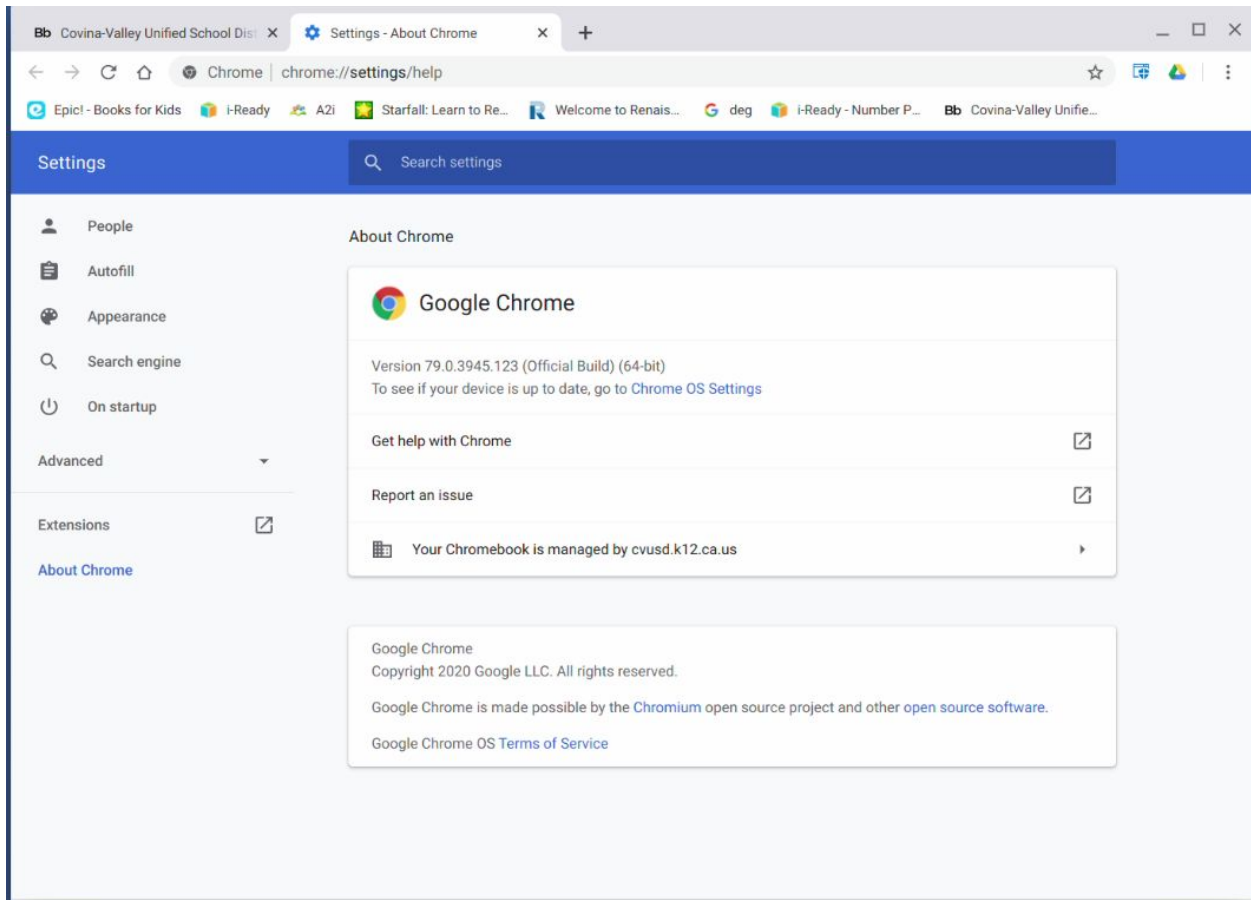 Bb Covina-Valley Unified School Dist
Settings - About Chrome
Chrome | chrome://settings/help
Epic! - Books for Kids i-Ready A2i Starfall: Learn to Re... Welcome to Renais... G deg i-Ready - Number P... Bb Covina-Valley Unifie...
Settings
Search settings
People
Autofill
Appearance
Search engine
On startup
Advanced
Extensions
About Chrome
About Chrome
Google Chrome
Version 79.0.3945.123 (Official Build) (64-bit)
To see if your device is up to date, go to Chrome OS Settings
Get help with Chrome
Report an issue
Your Chromebook is managed by cvusd.k12.ca.us
Google Chrome
Copyright 2020 Google LLC. All rights reserved.
Google Chrome is made possible by the Chromium open source project and other open source software.
Google Chrome OS Terms of Service